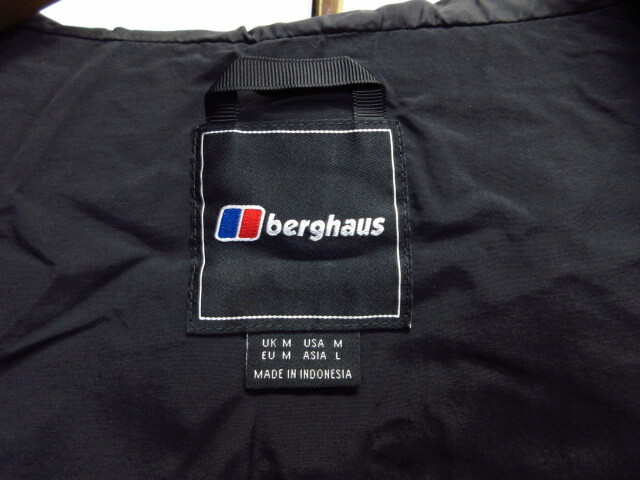 berghaus
UK M USA M
EU M ASIA L
MADE IN INDONESIA